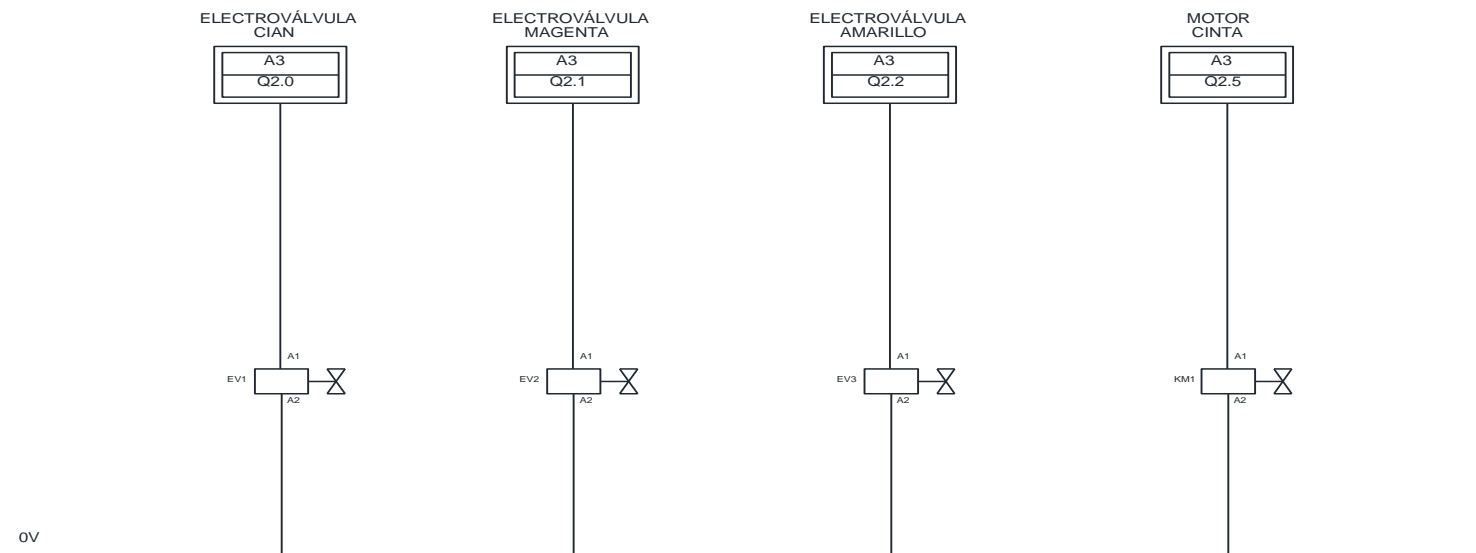 ELECTROVÁLVULA
CIAN
A3
Q2.0
ELECTROVÁLVULA
MAGENTA
A3
Q2.1
ELECTROVÁLVULA
AMARILLO
A3
Q2.2
MOTOR
CINTA
A3
Q2.5
A1
EV1
A2
A1
EV2
A2
A1
EV3
A2
A1
KM1
A2
0V